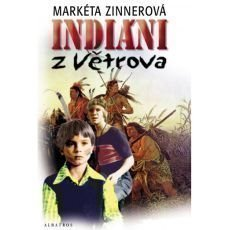 MARKÉTA ZINNEROVÁ
INDIÁNI
z Větrova
ALBATROS